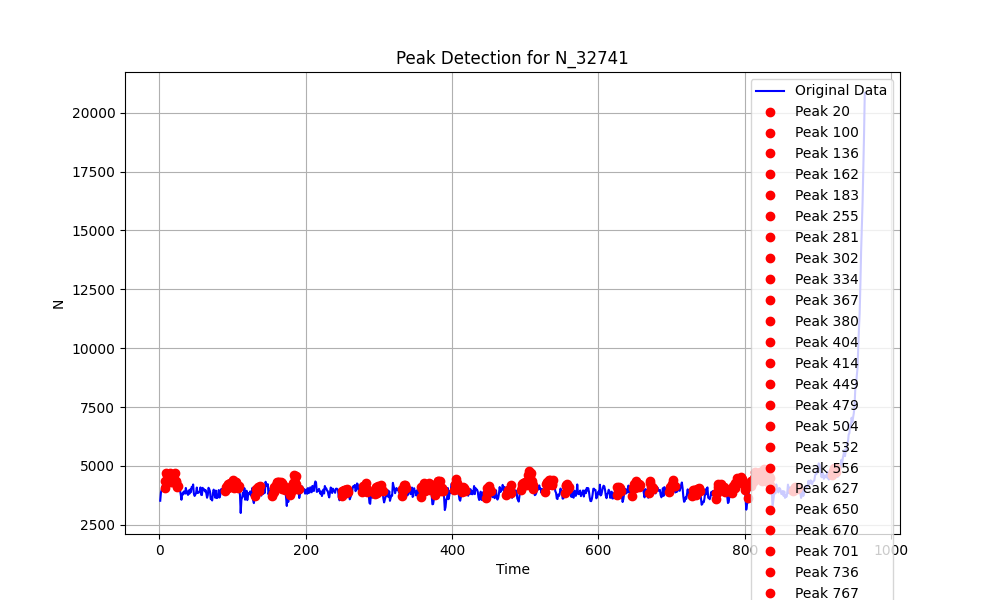 Peak Detection for N_32741
20000
17500
15000
12500
10000
7500
5000
2500
N
0
200
400
600
800
1000
Time
Original Data
Peak 20
Peak 100
Peak 136
Peak 162
Peak 183
Peak 255
Peak 281
Peak 302
Peak 334
Peak 367
Peak 380
Peak 404
Peak 414
Peak 449
Peak 479
Peak 504
Peak 532
Peak 556
Peak 627
Peak 650
Peak 670
Peak 701
Peak 736
Peak 767